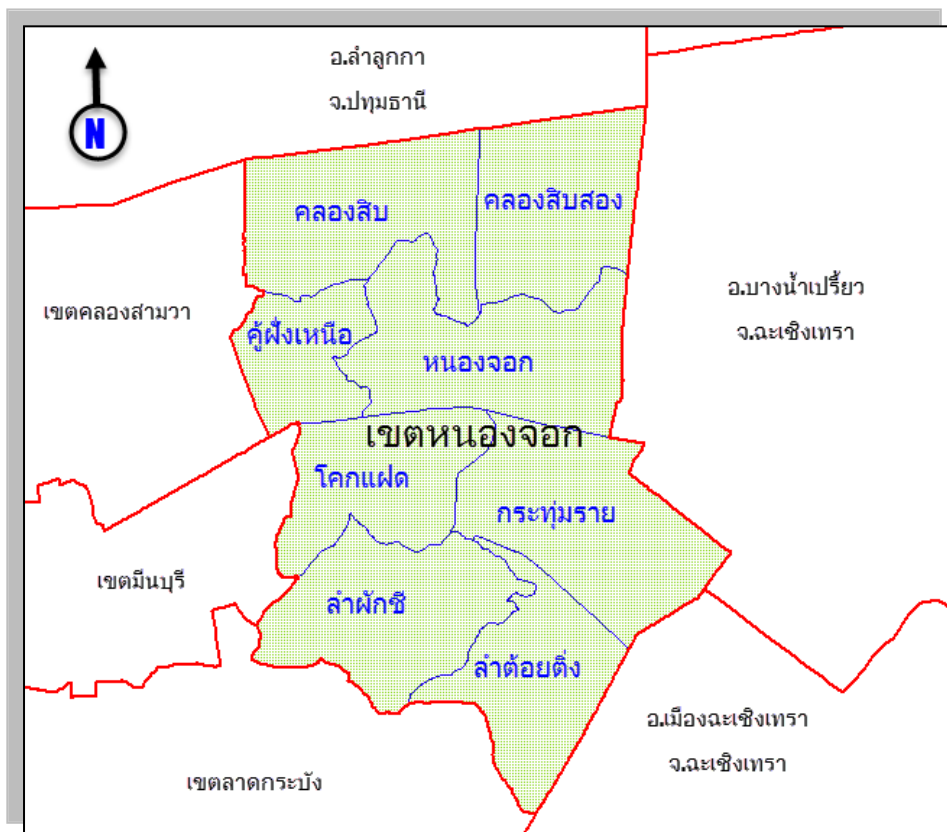 อ.ลำลูกกา
จ.ปทุมธานี
N
คลองสิบ
คลองสิบสอง
เขตคลองสามวา
อ.บางน้ำเปรี้ยว
จ.ฉะเชิงเทรา
คู้ฝั่งเหนือ
หนองจอก
เขตหนองจอก
โคกแฝด
กระทุ่มราย
เขตมีนบุรี
ลำผักชี
ลำต้อยติ่ง
อ.เมืองฉะเชิงเทรา
จ.ฉะเชิงเทรา
เขตลาดกระบัง